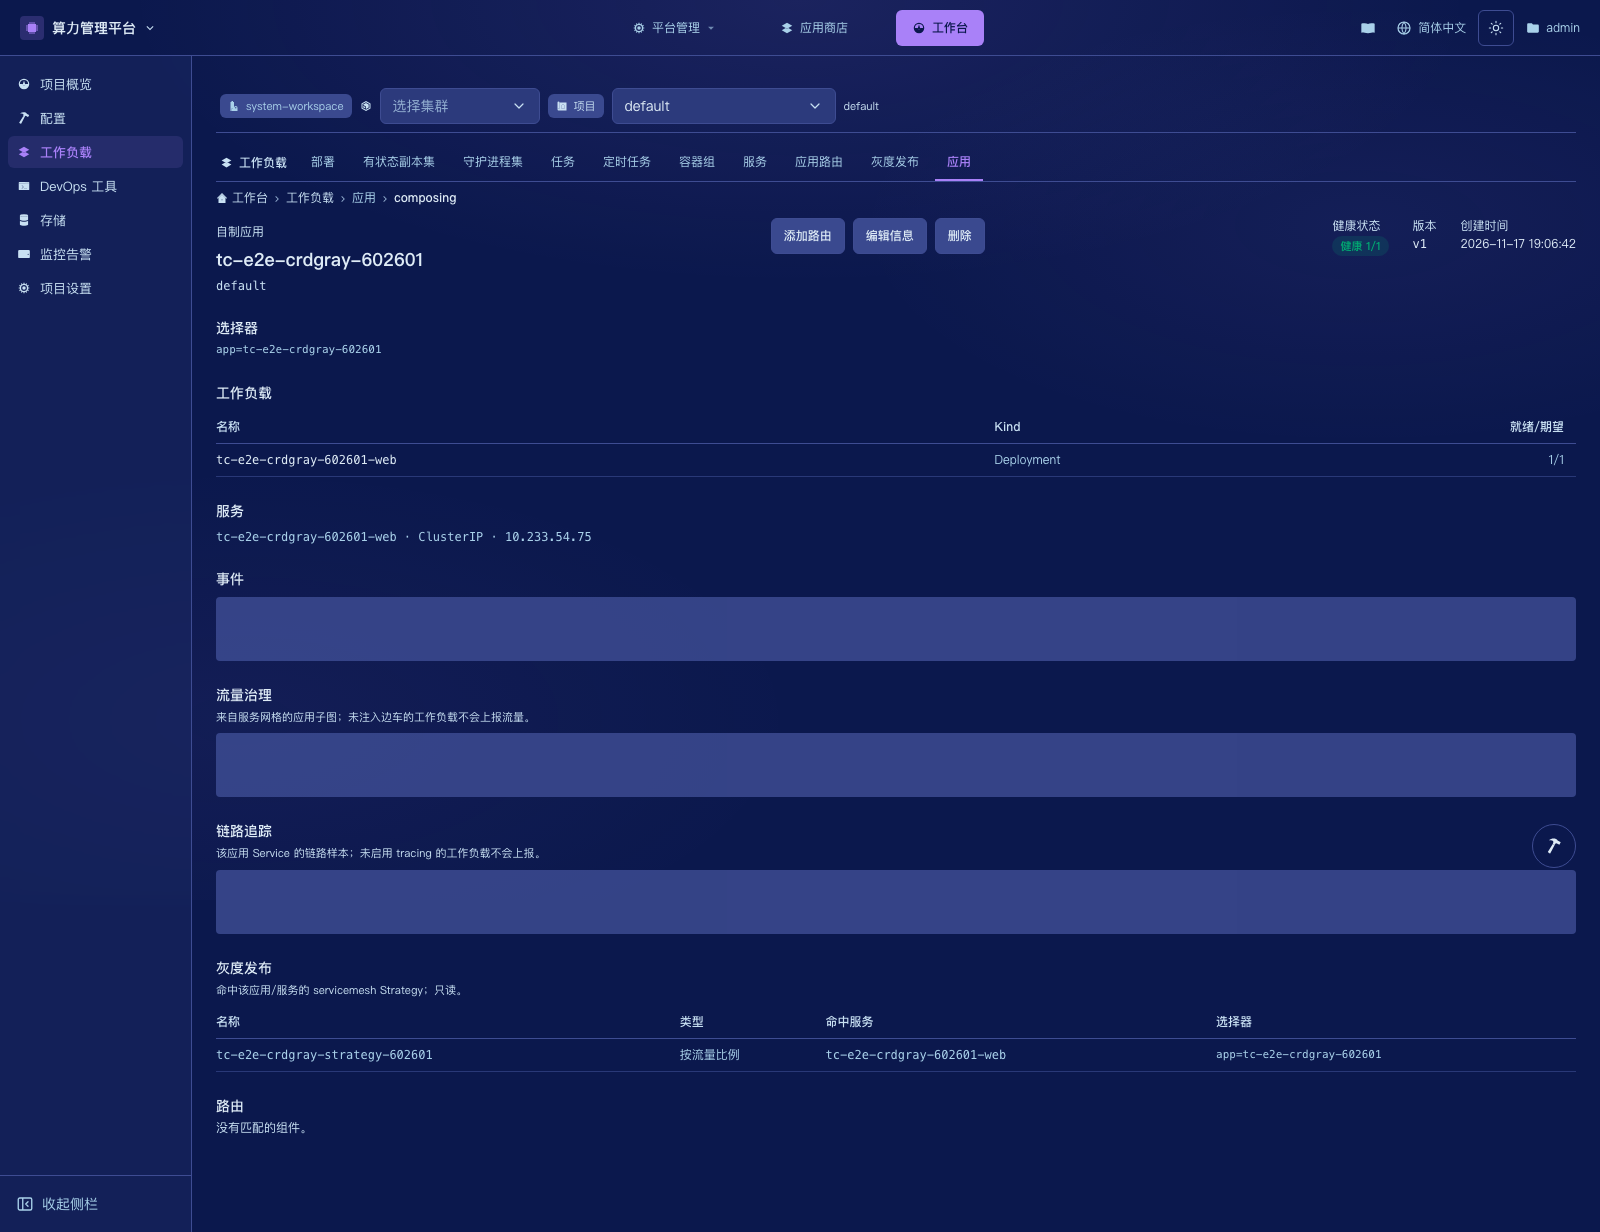 算力管理平台
平台管理
应用商店
工作台
简体中文
admin
项目概览
配置
工作负载
DevOps 工具
存储
监控告警
项目设置
收起侧栏
system-workspace
选择集群
项目
default
default
工作负载 部署 有状态副本集 守护进程集 任务 定时任务 容器组 服务 应用路由 灰度发布 应用
工作台 › 工作负载 › 应用 › composing
自制应用
tc-e2e-crdgray-602601
default
添加路由
编辑信息
删除
健康状态 版本 创建时间
健康 1/1 v1 2026-11-17 19:06:42
选择器
app=tc-e2e-crdgray-602601
工作负载
名称 Kind 就绪/期望
tc-e2e-crdgray-602601-web Deployment 1/1
服务
tc-e2e-crdgray-602601-web · ClusterIP · 10.233.54.75
事件
流量治理
来自服务网格的应用子图；未注入边车的工作负载不会上报流量。
链路追踪
该应用 Service 的链路样本；未启用 tracing 的工作负载不会上报。
灰度发布
命中该应用/服务的 servicemesh Strategy；只读。
名称 类型 命中服务 选择器
tc-e2e-crdgray-strategy-602601 按流量比例 tc-e2e-crdgray-602601-web app=tc-e2e-crdgray-602601
路由
没有匹配的组件。